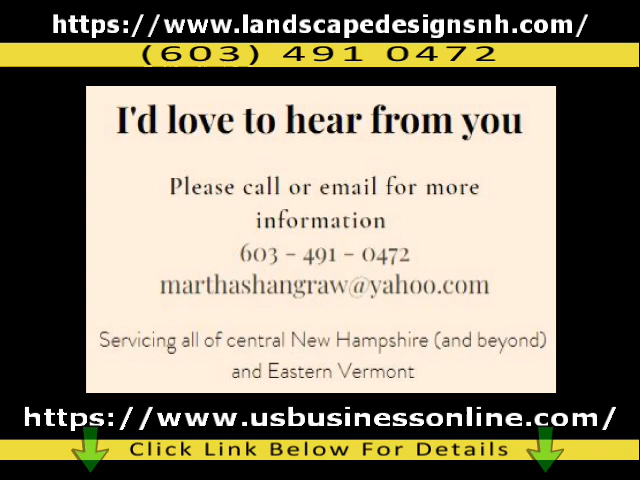 https://www.landscapedesignsnh.com/
(603) 491 0472
I'd love to hear from you
Please call or email for more
information
603 - 491 - 0472
marthashangraw@yahoo.com
Servicing all of central New Hampshire (and beyond)
and Eastern Vermont
https://www.usbusinessonline.com/
Click Link Below For Details